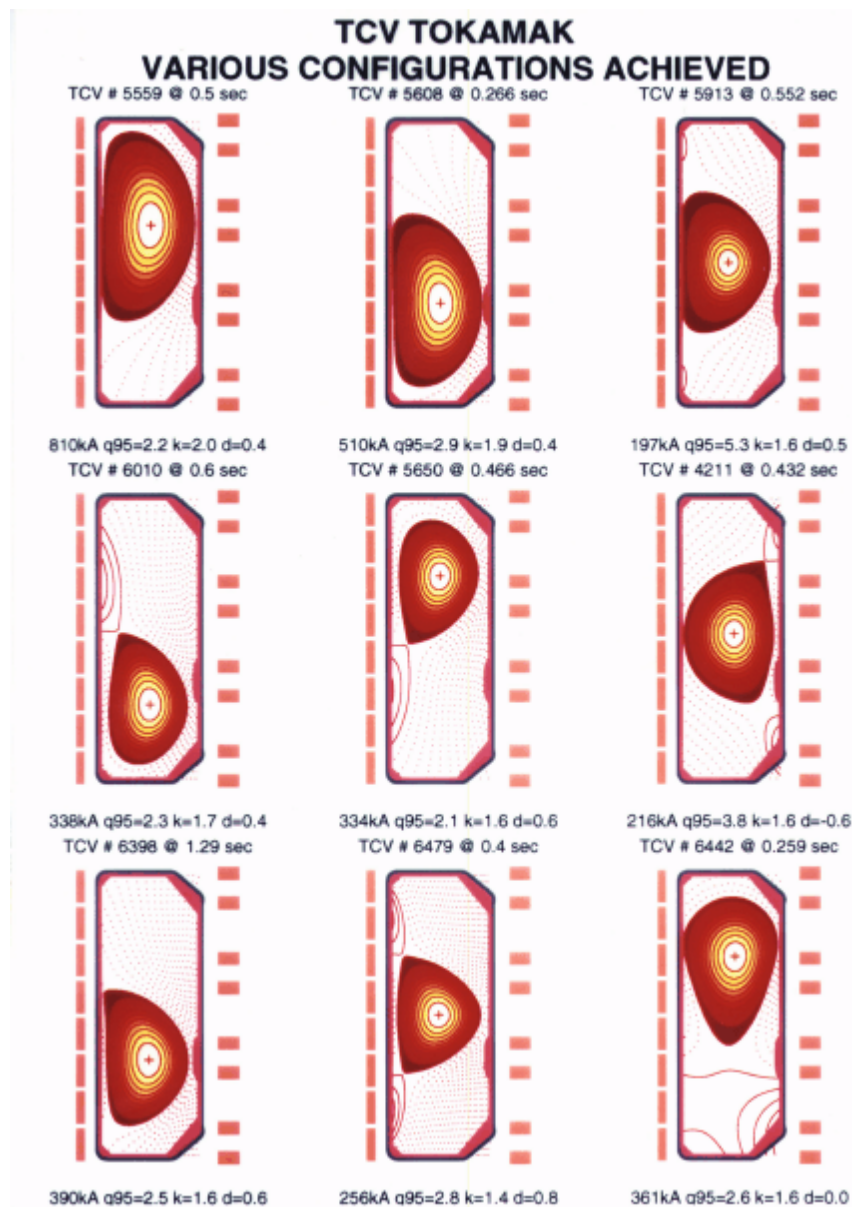 TCV TOKAMAK
VARIOUS CONFIGURATIONS ACHIEVED
TCV # 5559 @ 0.5 sec
TCV # 5608 @ 0.266 sec
TCV # 5913 @ 0.552 sec
810kA q95=2.2 k=2.0 d=0.4
510kA q95=2.9 k=1.9 d=0.4
197kA q95=5.3 k=1.6 d=0.5
TCV # 6010 @ 0.6 sec
TCV # 5650 @ 0.466 sec
TCV # 4211 @ 0.432 sec
338kA q95=2.3 k=1.7 d=0.4
334kA q95=2.1 k=1.6 d=0.6
216kA q95=3.8 k=1.6 d=-0.6
TCV # 6398 @ 1.29 sec
TCV # 6479 @ 0.4 sec
TCV # 6442 @ 0.259 sec
390kA q95=2.5 k=1.6 d=0.6
256kA q95=2.8 k=1.4 d=0.8
361kA q95=2.6 k=1.6 d=0.0